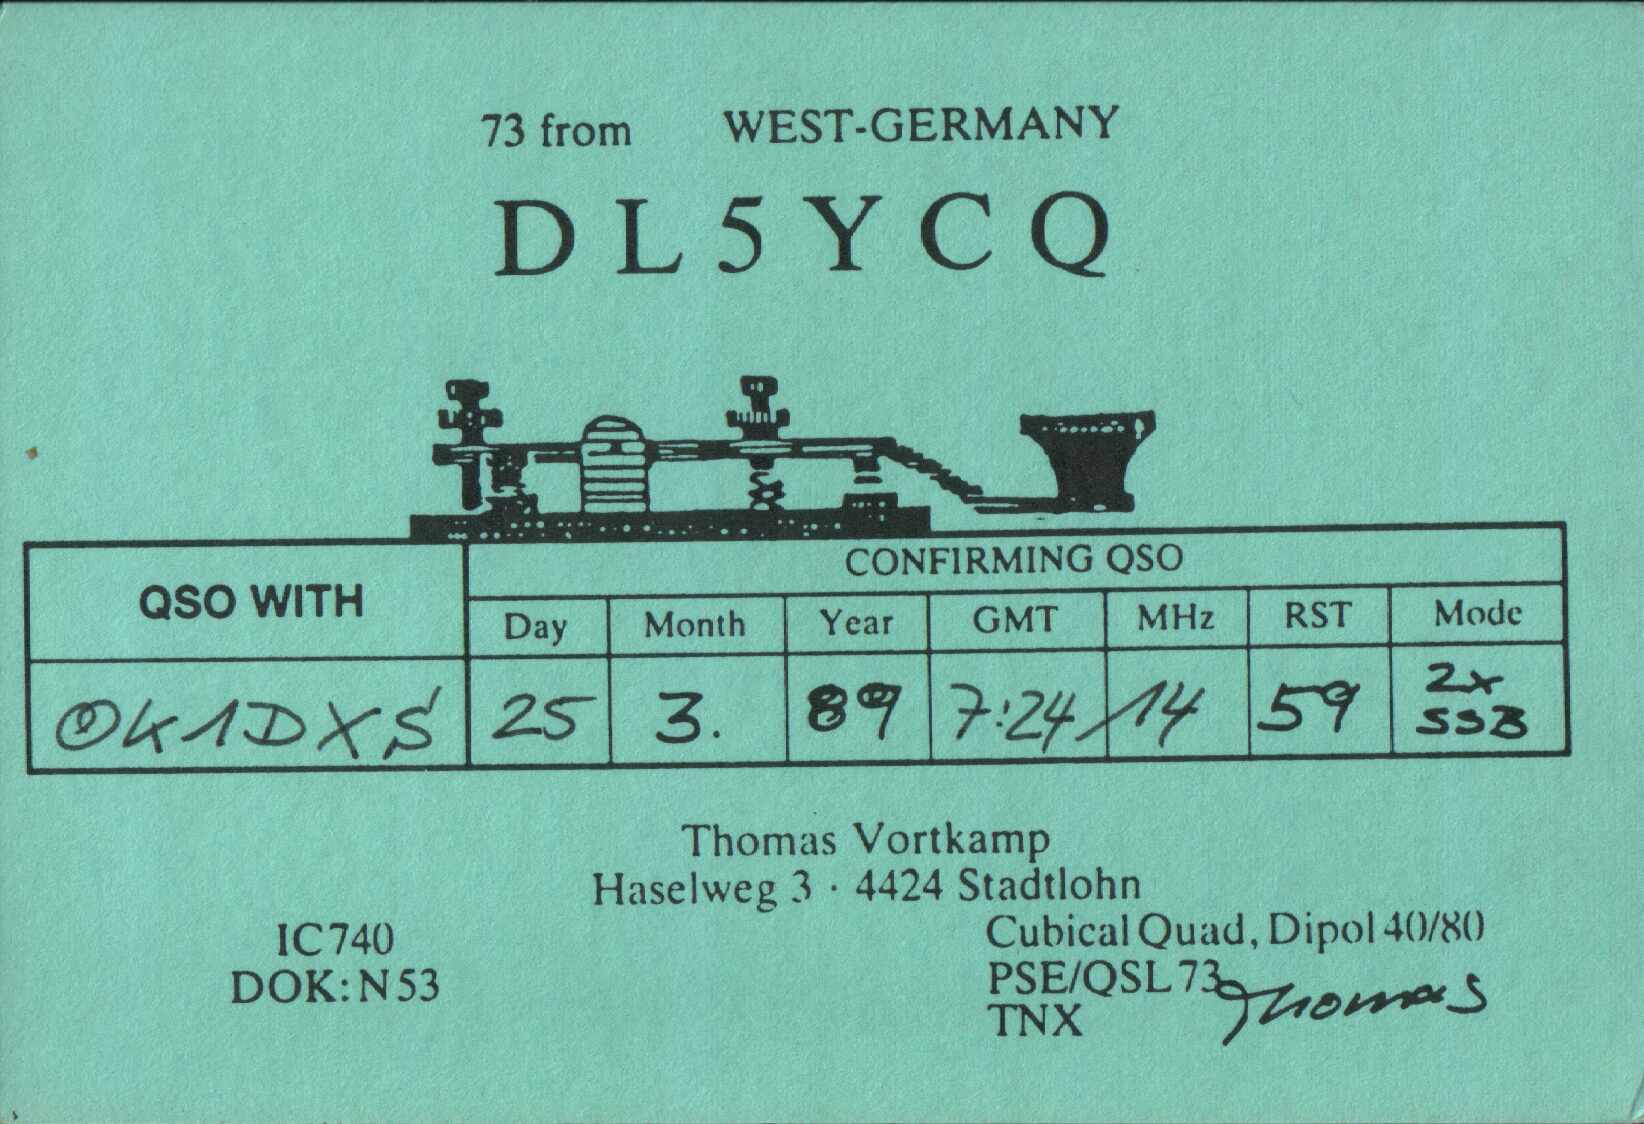 73 from WEST-GERMANY
DL5YCQ
QSO WITH
CONFIRMING QSO
Day Month Year GMT MHz RST Mode
OK1DXS 25 3. 89 7:24 14 59 2x SSB
Thomas Vortkamp
Haselweg 3 · 4424 Stadtlohn
IC740
DOK: N53
Cubical Quad, Dipol 40/80
PSE/QSL 73
TNX
Thomas